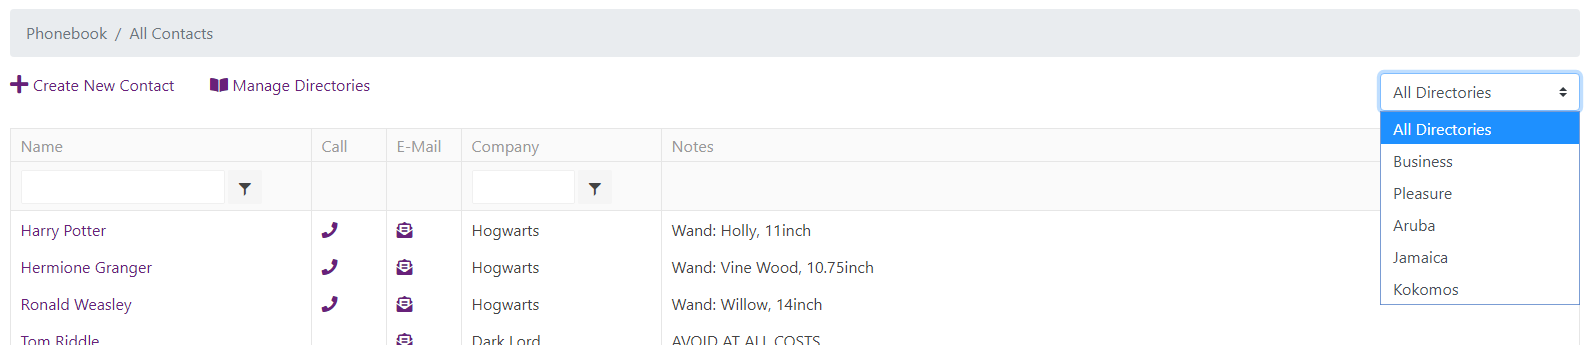 Phonebook / All Contacts
Create New Contact Manage Directories
All Directories
All Directories
Business
Pleasure
Aruba
Jamaica
Kokomos
Name Call E-Mail Company Notes
Harry Potter Hogwarts Wand: Holly, 11inch
Hermione Granger Hogwarts Wand: Vine Wood, 10.75inch
Ronald Weasley Hogwarts Wand: Willow, 14inch
Tom Riddle Dark Lord AVOID AT ALL COSTS